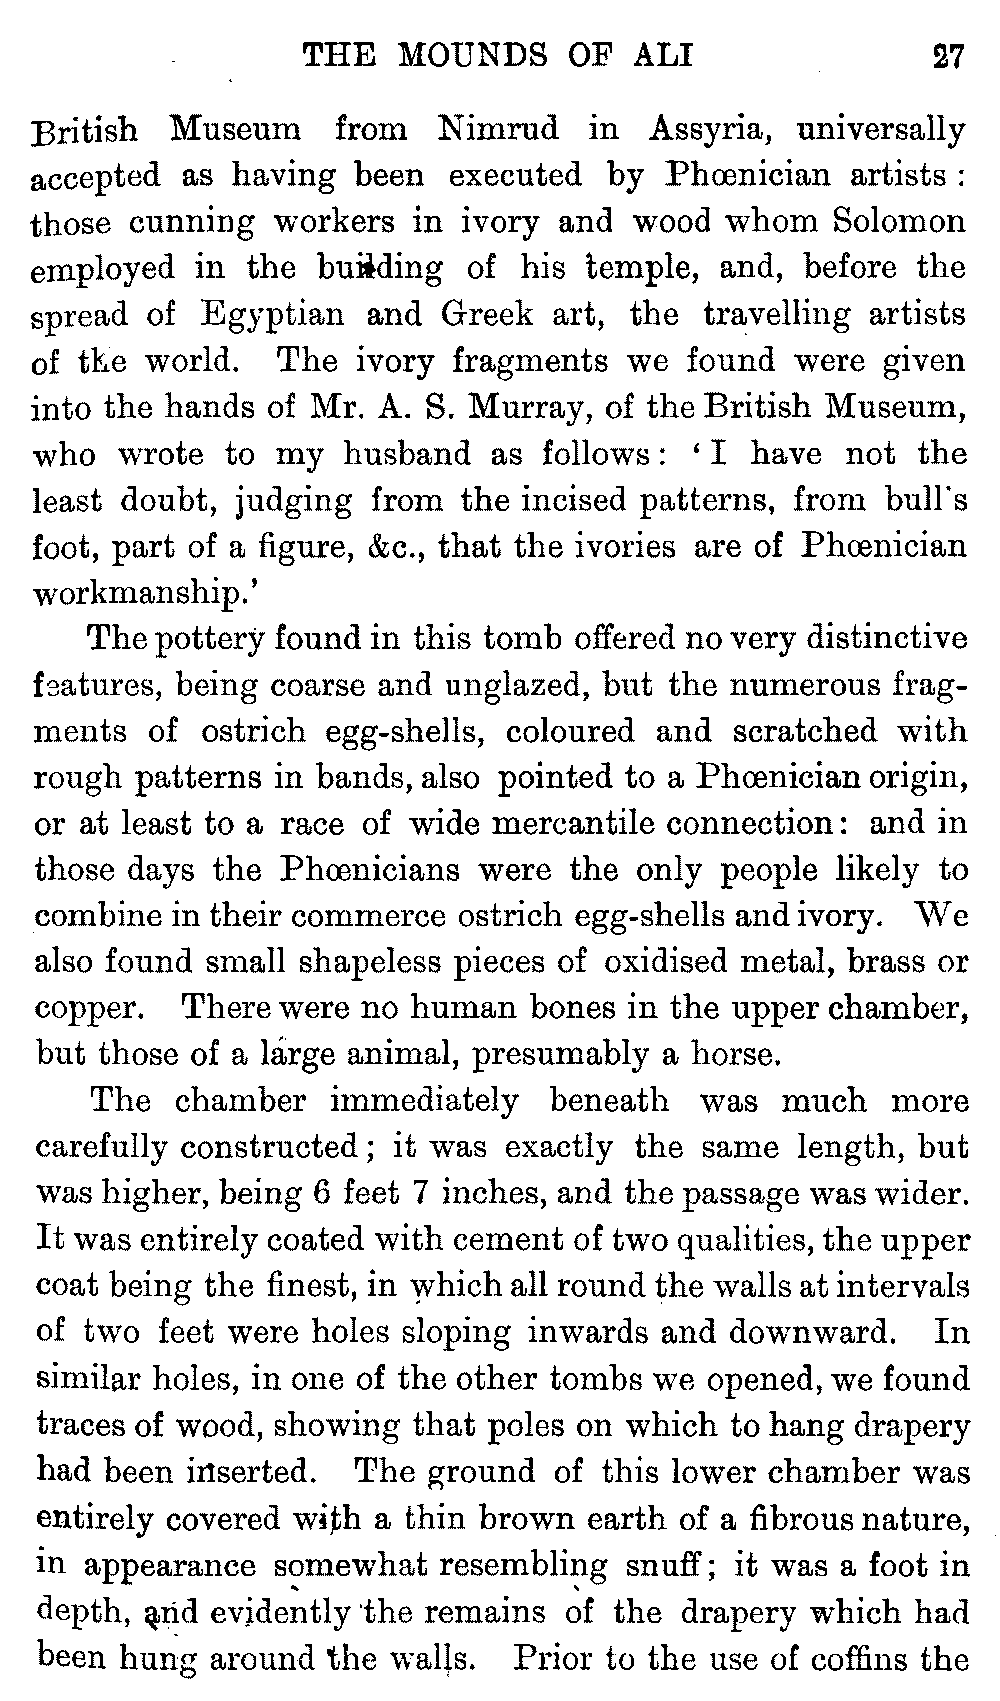 THE MOUNDS OF ALI 27
British Museum from Nimrud in Assyria, universally
accepted as having been executed by Phœnician artists :
those cunning workers in ivory and wood whom Solomon
employed in the building of his temple, and, before the
spread of Egyptian and Greek art, the travelling artists
of the world. The ivory fragments we found were given
into the hands of Mr. A. S. Murray, of the British Museum,
who wrote to my husband as follows : ‘ I have not the
least doubt, judging from the incised patterns, from bull's
foot, part of a figure, &c., that the ivories are of Phœnician
workmanship.’
The pottery found in this tomb offered no very distinctive
features, being coarse and unglazed, but the numerous frag-
ments of ostrich egg-shells, coloured and scratched with
rough patterns in bands, also pointed to a Phœnician origin,
or at least to a race of wide mercantile connection : and in
those days the Phœnicians were the only people likely to
combine in their commerce ostrich egg-shells and ivory. We
also found small shapeless pieces of oxidised metal, brass or
copper. There were no human bones in the upper chamber,
but those of a large animal, presumably a horse.
The chamber immediately beneath was much more
carefully constructed ; it was exactly the same length, but
was higher, being 6 feet 7 inches, and the passage was wider.
It was entirely coated with cement of two qualities, the upper
coat being the finest, in which all round the walls at intervals
of two feet were holes sloping inwards and downward. In
similar holes, in one of the other tombs we opened, we found
traces of wood, showing that poles on which to hang drapery
had been inserted. The ground of this lower chamber was
entirely covered with a thin brown earth of a fibrous nature,
in appearance somewhat resembling snuff ; it was a foot in
depth, and evidently the remains of the drapery which had
been hung around the walls. Prior to the use of coffins the